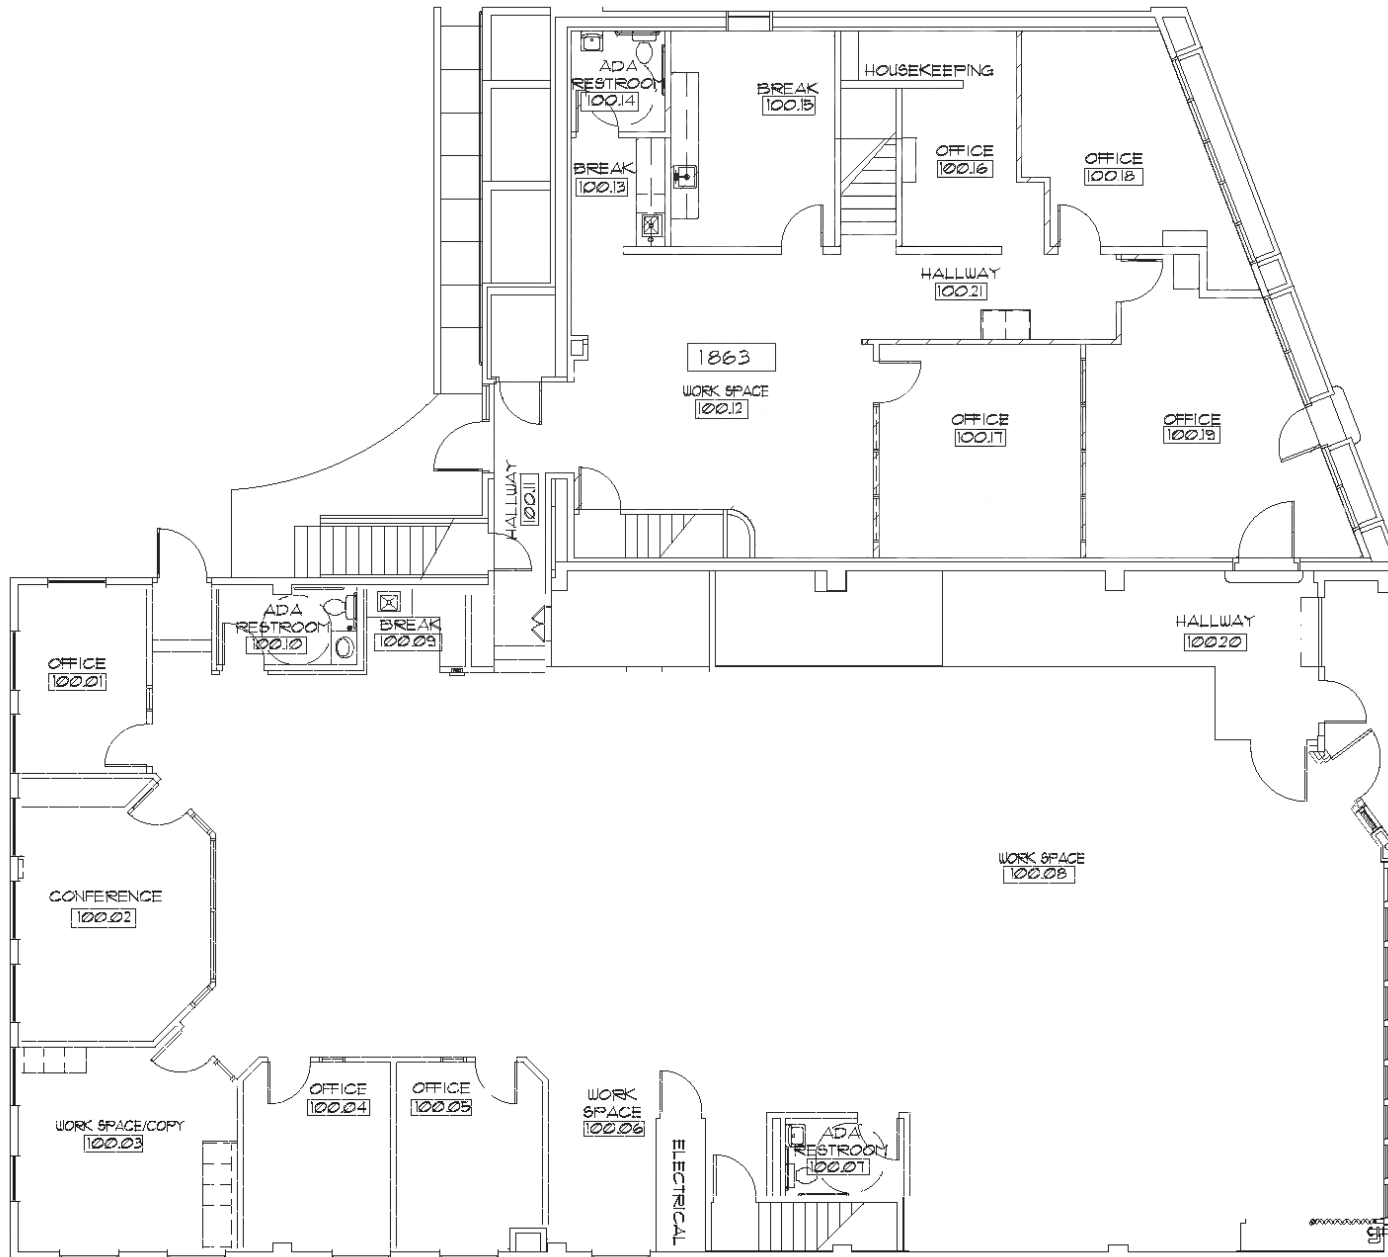 HOUSEKEEPING
ADA
RESTROOM
100.14
BREAK
100.15
OFFICE
100.16
OFFICE
100.18
BREAK
100.13
HALLWAY
100.21
1863
WORK SPACE
100.12
OFFICE
100.17
OFFICE
100.19
HALLWAY
100.11
ADA
RESTROOM
100.10
BREAK
100.09
HALLWAY
100.20
OFFICE
100.01
WORK SPACE
100.08
CONFERENCE
100.02
OFFICE
100.04
OFFICE
100.05
WORK
SPACE
100.06
WORK SPACE/COPY
100.03
ELECTRICAL
ADA
RESTROOM
100.07